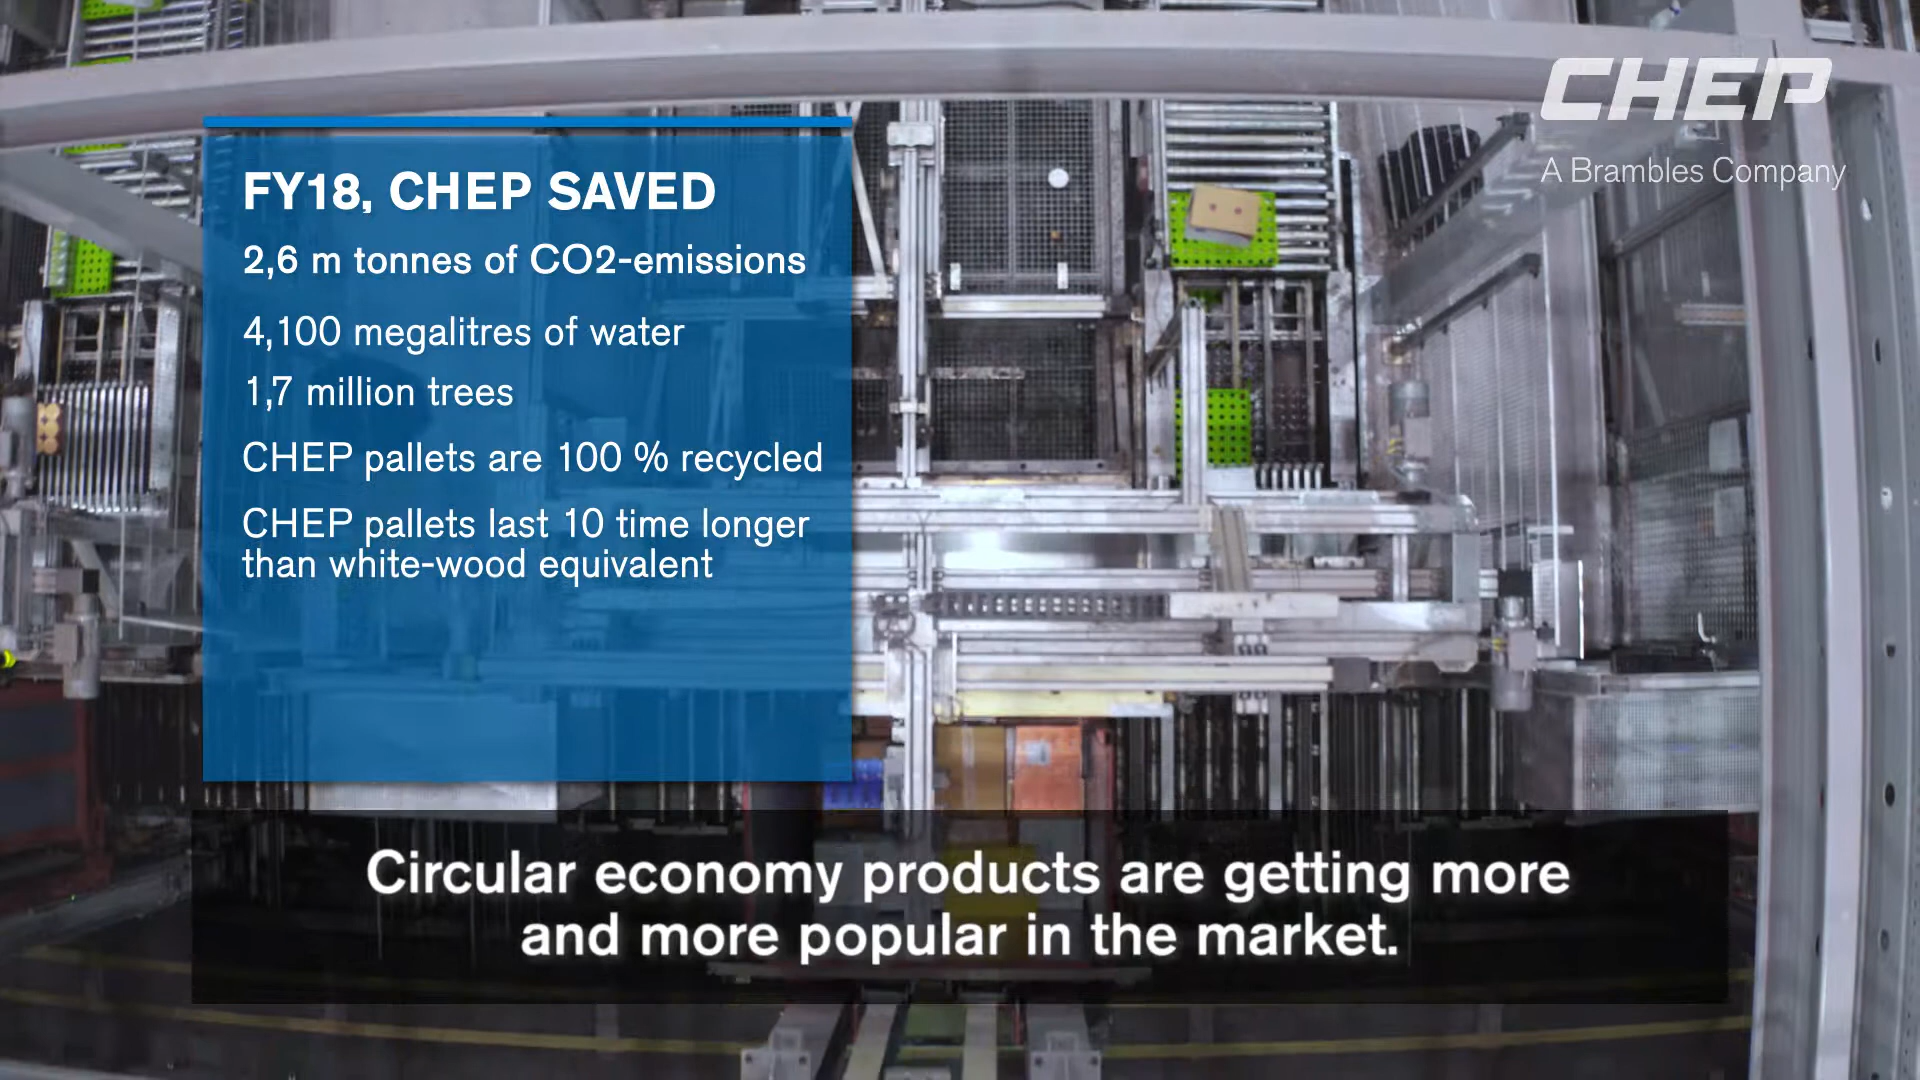 CHEP
A Brambles Company
FY18, CHEP SAVED
2,6 m tonnes of CO2-emissions
4,100 megalitres of water
1,7 million trees
CHEP pallets are 100 % recycled
CHEP pallets last 10 time longer
than white-wood equivalent
Circular economy products are getting more
and more popular in the market.